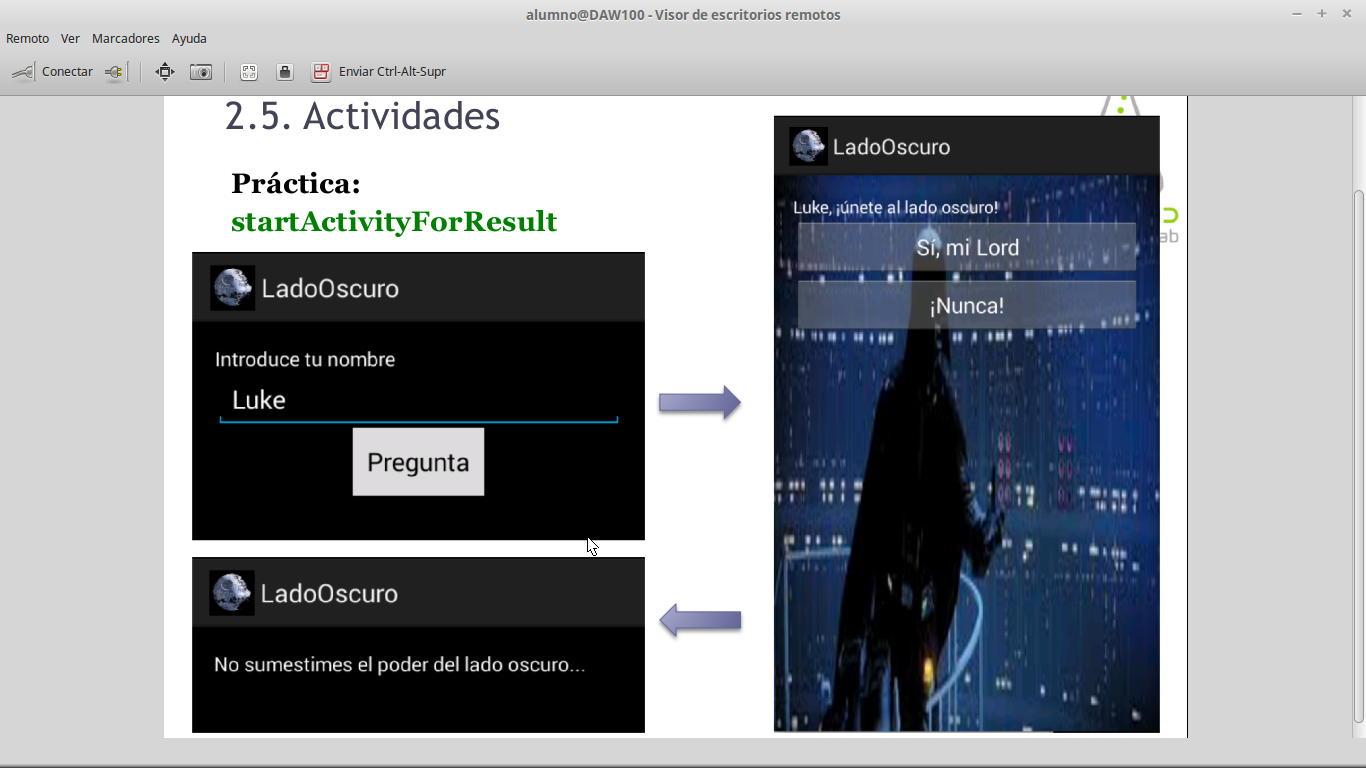 alumno@DAW100 - Visor de escritorios remotos
Remoto Ver Marcadores Ayuda
Conectar Enviar Ctrl-Alt-Supr
2.5. Actividades
Práctica:
startActivityForResult
LadoOscuro
Introduce tu nombre
Luke
Pregunta
LadoOscuro
Luke, ¡únete al lado oscuro!
Sí, mi Lord
¡Nunca!
ab
LadoOscuro
No sumestimes el poder del lado oscuro...